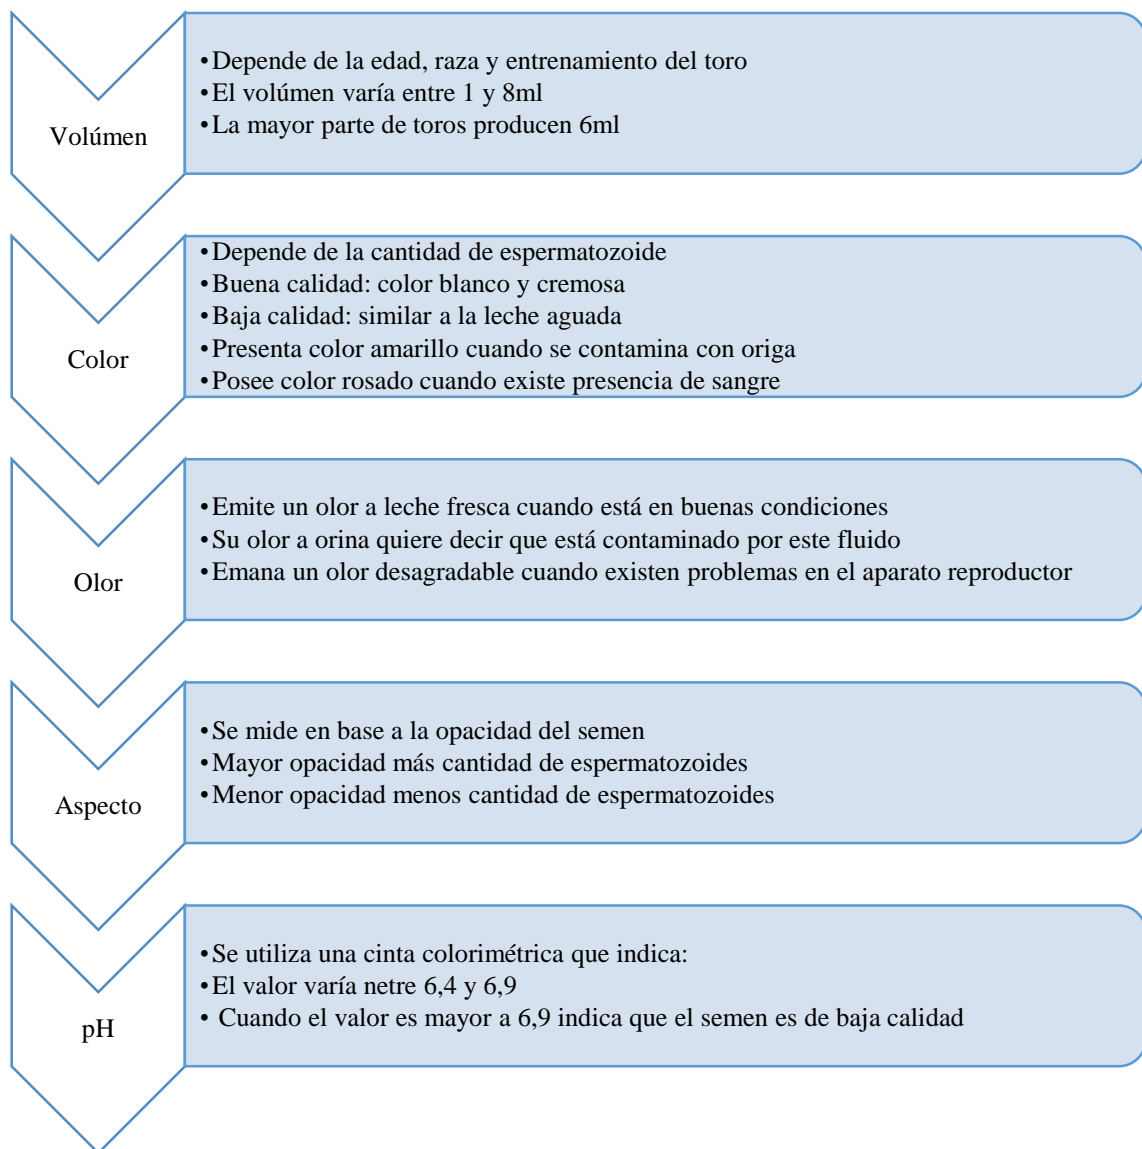 Volúmen
•Depende de la edad, raza y entrenamiento del toro
•El volúmen varía entre 1 y 8ml
•La mayor parte de toros producen 6ml
Color
•Depende de la cantidad de espermatozoide
•Buena calidad: color blanco y cremosa
•Baja calidad: similar a la leche aguada
•Presenta color amarillo cuando se contamina con origa
•Posee color rosado cuando existe presencia de sangre
Olor
•Emite un olor a leche fresca cuando está en buenas condiciones
•Su olor a orina quiere decir que está contaminado por este fluido
•Emana un olor desagradable cuando existen problemas en el aparato reproductor
Aspecto
•Se mide en base a la opacidad del semen
•Mayor opacidad más cantidad de espermatozoides
•Menor opacidad menos cantidad de espermatozoides
pH
•Se utiliza una cinta colorimétrica que indica:
•El valor varía netre 6,4 y 6,9
• Cuando el valor es mayor a 6,9 indica que el semen es de baja calidad